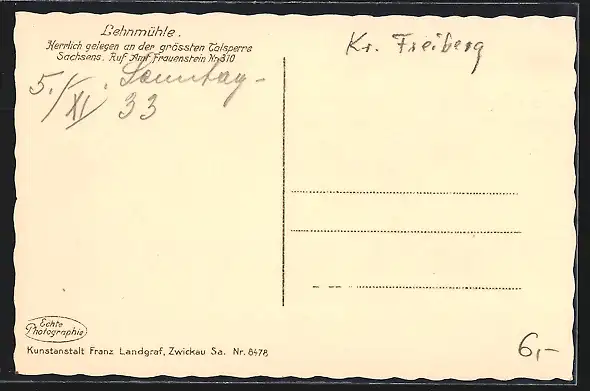 Lehnmühle.
Herrlich gelegen an der grössten Talsperre
Sachsens. Ruf Amt Frauenstein Nr 310
Kr. Freiberg
5./XI. Sonntag -
33
Echte
Photographie
Kunstanstalt Franz Landgraf, Zwickau Sa. Nr. 8478
6,-